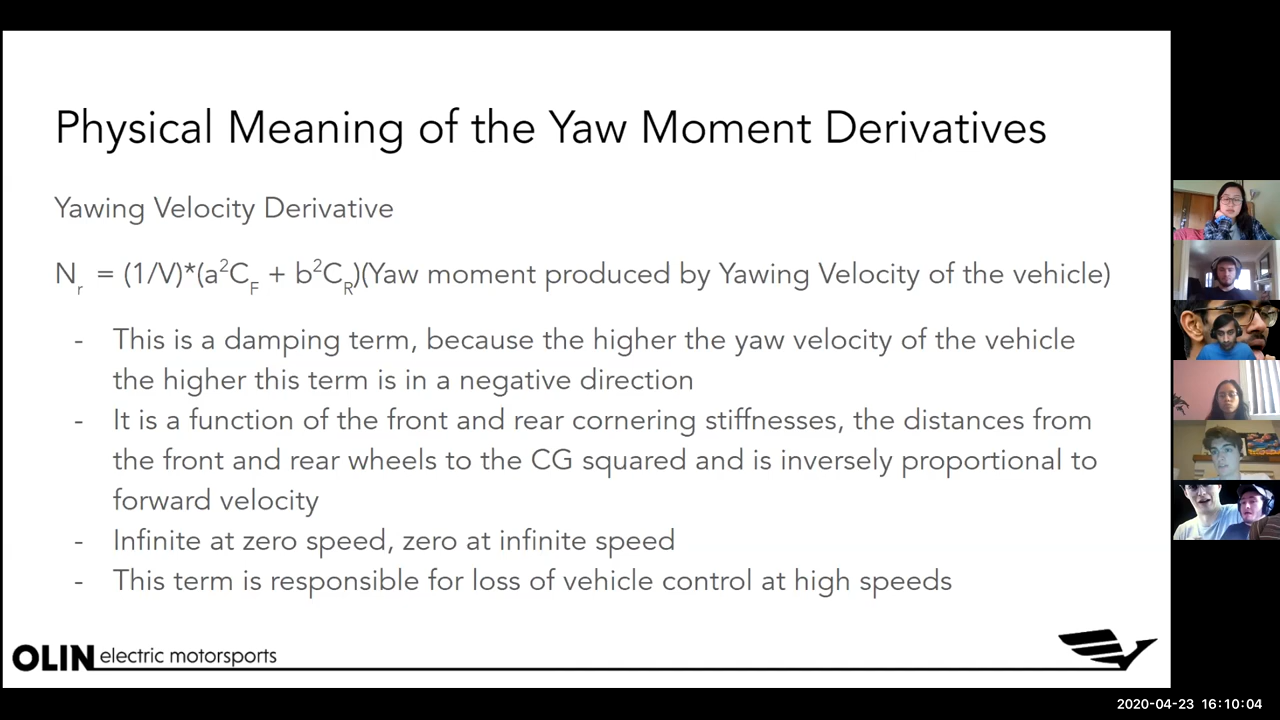 Physical Meaning of the Yaw Moment Derivatives
Yawing Velocity Derivative
N_r = (1/V)*(a²C_F + b²C_R)(Yaw moment produced by Yawing Velocity of the vehicle)
- This is a damping term, because the higher the yaw velocity of the vehicle
the higher this term is in a negative direction
- It is a function of the front and rear cornering stiffnesses, the distances from
the front and rear wheels to the CG squared and is inversely proportional to
forward velocity
- Infinite at zero speed, zero at infinite speed
- This term is responsible for loss of vehicle control at high speeds
OLIN electric motorsports
2020-04-23 16:10:04